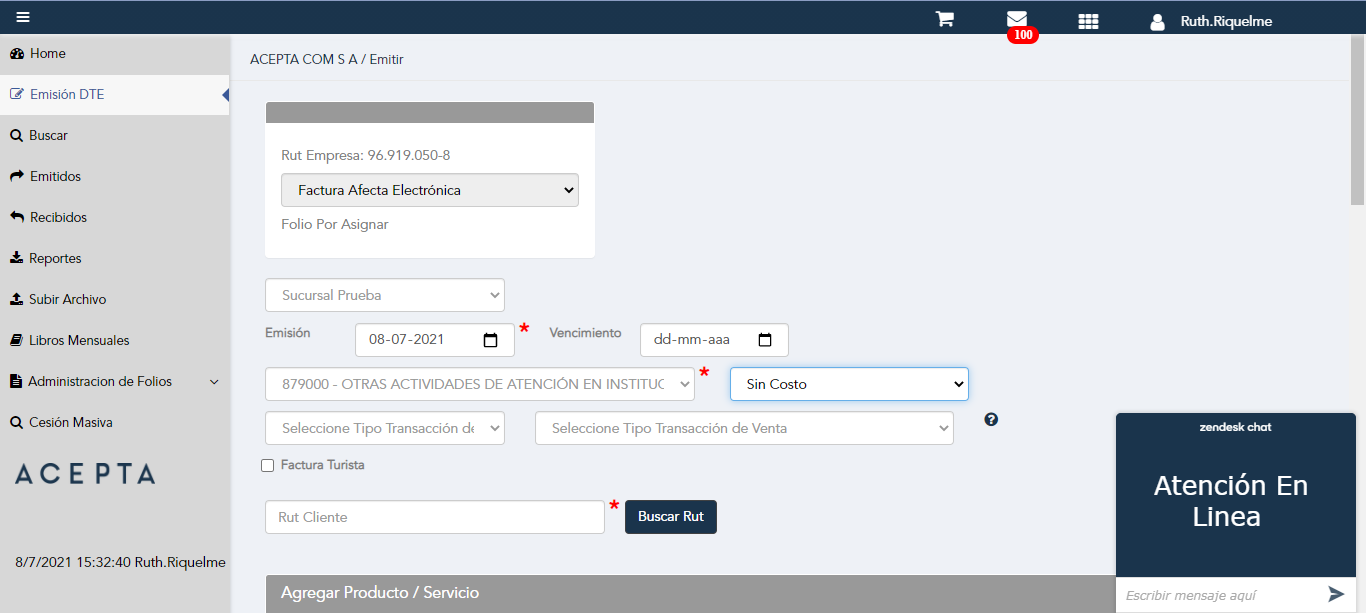 100
Ruth.Riquelme
Home
Emisión DTE
Buscar
Emitidos
Recibidos
Reportes
Subir Archivo
Libros Mensuales
Administracion de Folios
Cesión Masiva
ACEPTA
8/7/2021 15:32:40 Ruth.Riquelme
ACEPTA COM S A / Emitir
Rut Empresa: 96.919.050-8
Factura Afecta Electrónica
Folio Por Asignar
Sucursal Prueba
Emisión 08-07-2021 * Vencimiento dd-mm-aaa
879000 - OTRAS ACTIVIDADES DE ATENCIÓN EN INSTITUC * Sin Costo
Seleccione Tipo Transacción de Seleccione Tipo Transacción de Venta ?
Factura Turista
Rut Cliente * Buscar Rut
Agregar Producto / Servicio
zendesk chat
Atención En
Linea
Escribir mensaje aquí